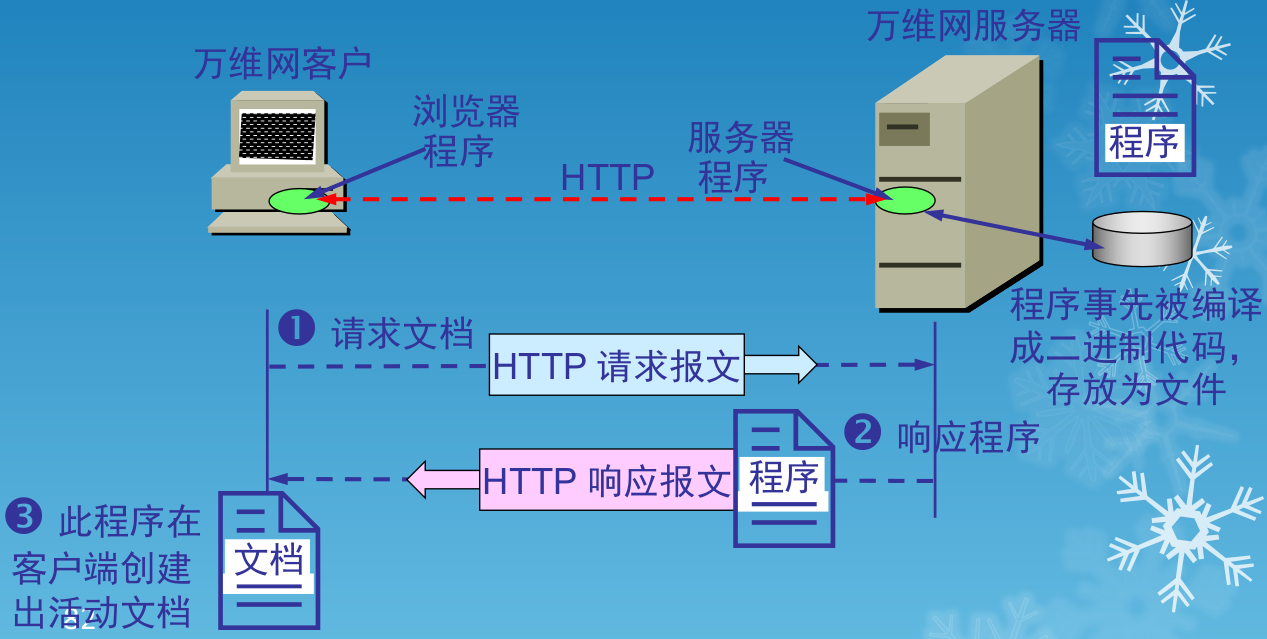 万维网客户
万维网服务器
浏览器
程序
服务器
程序
HTTP
程序
程序事先被编译
成二进制代码,
存放为文件
❶ 请求文档
HTTP 请求报文
❷ 响应程序
HTTP 响应报文
程序
❸ 此程序在
客户端创建
出活动文档
文档